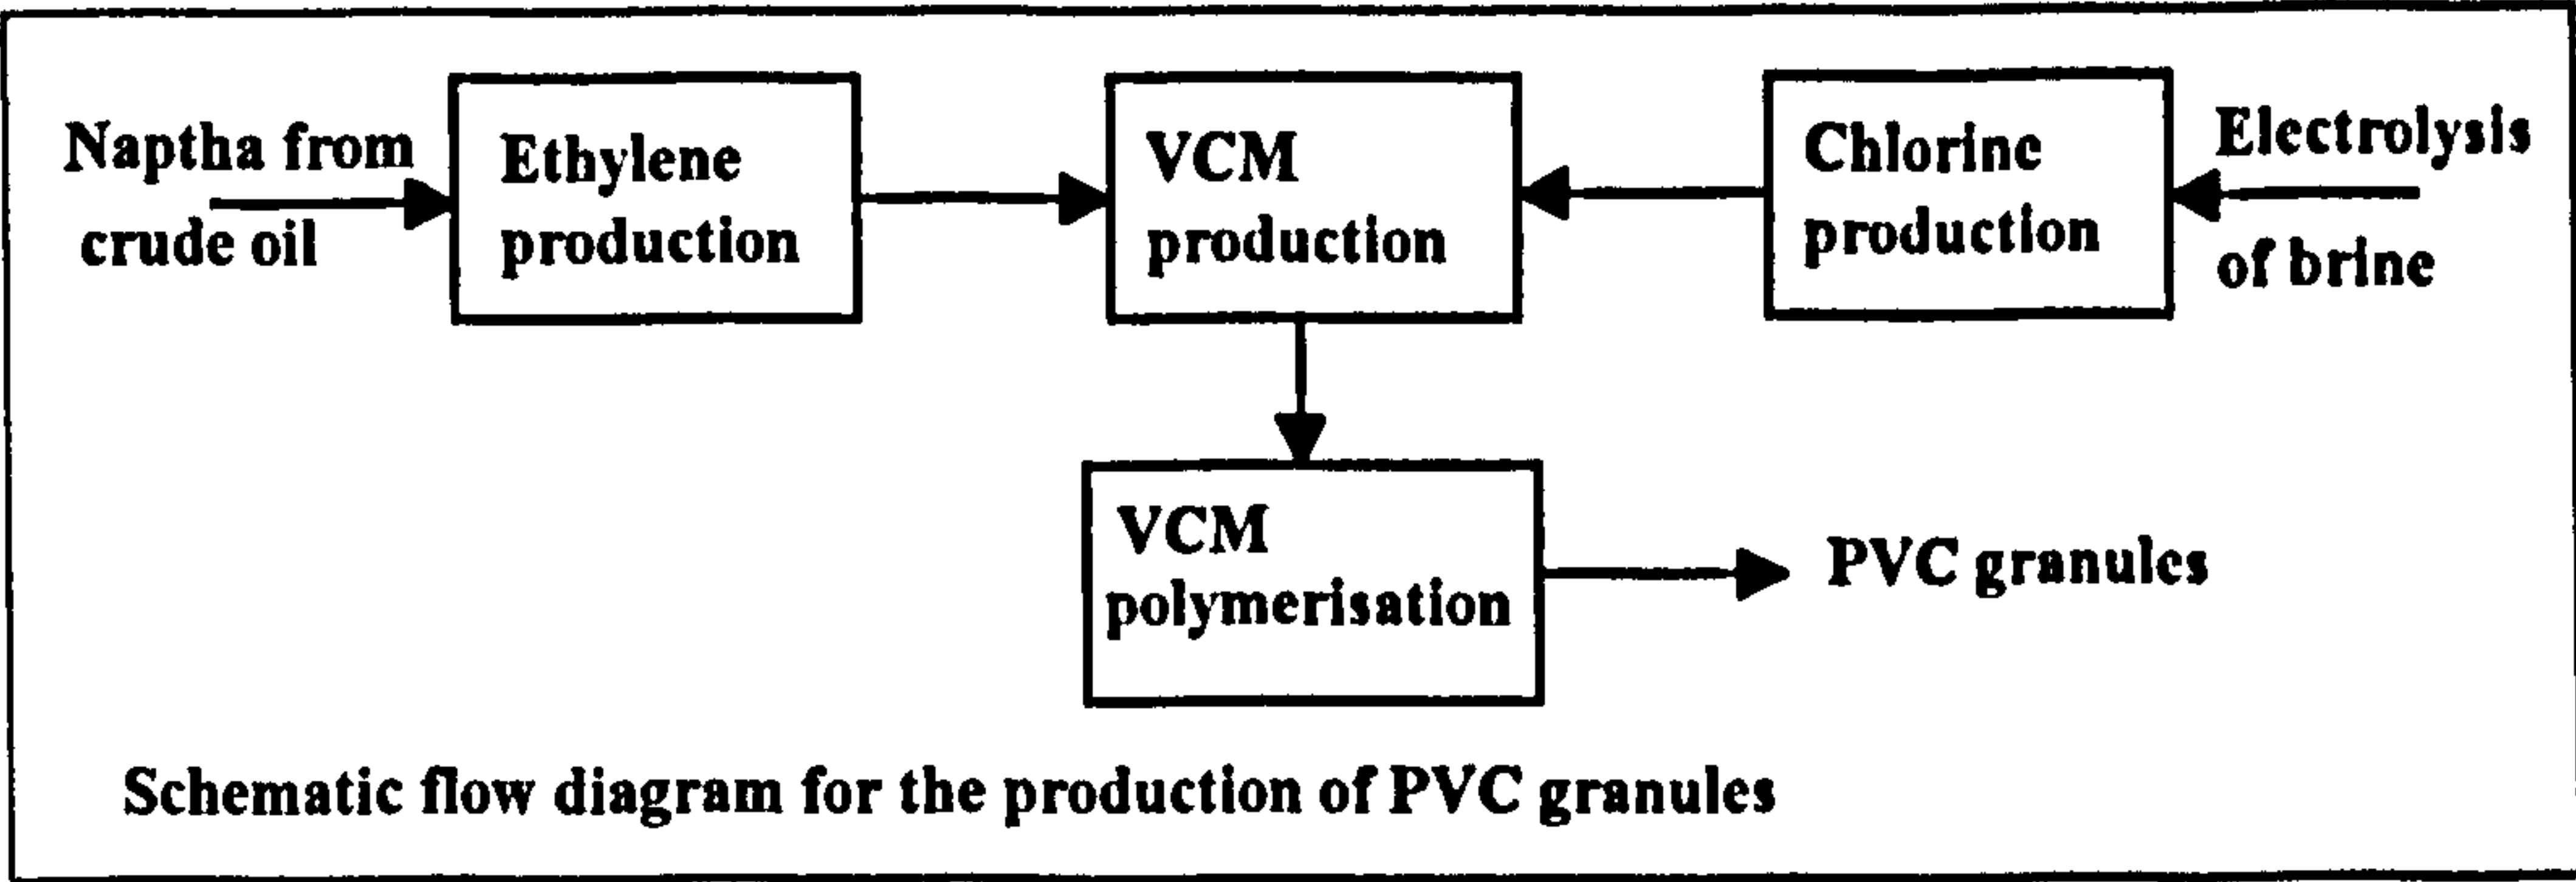 Naptha from
crude oil
Ethylene
production
VCM
production
Chlorine
production
Electrolysis
of brine
VCM
polymerisation
PVC granules
Schematic flow diagram for the production of PVC granules